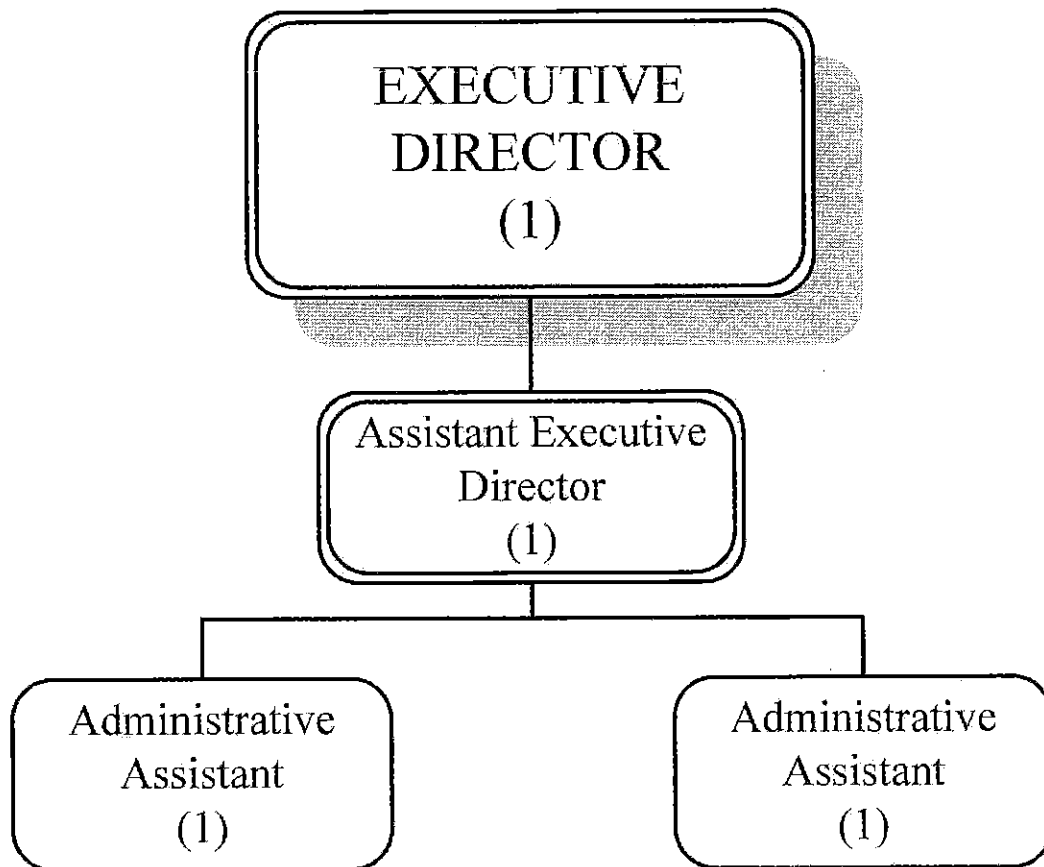 EXECUTIVE
DIRECTOR
(1)
Assistant Executive
Director
(1)
Administrative
Assistant
(1)
Administrative
Assistant
(1)